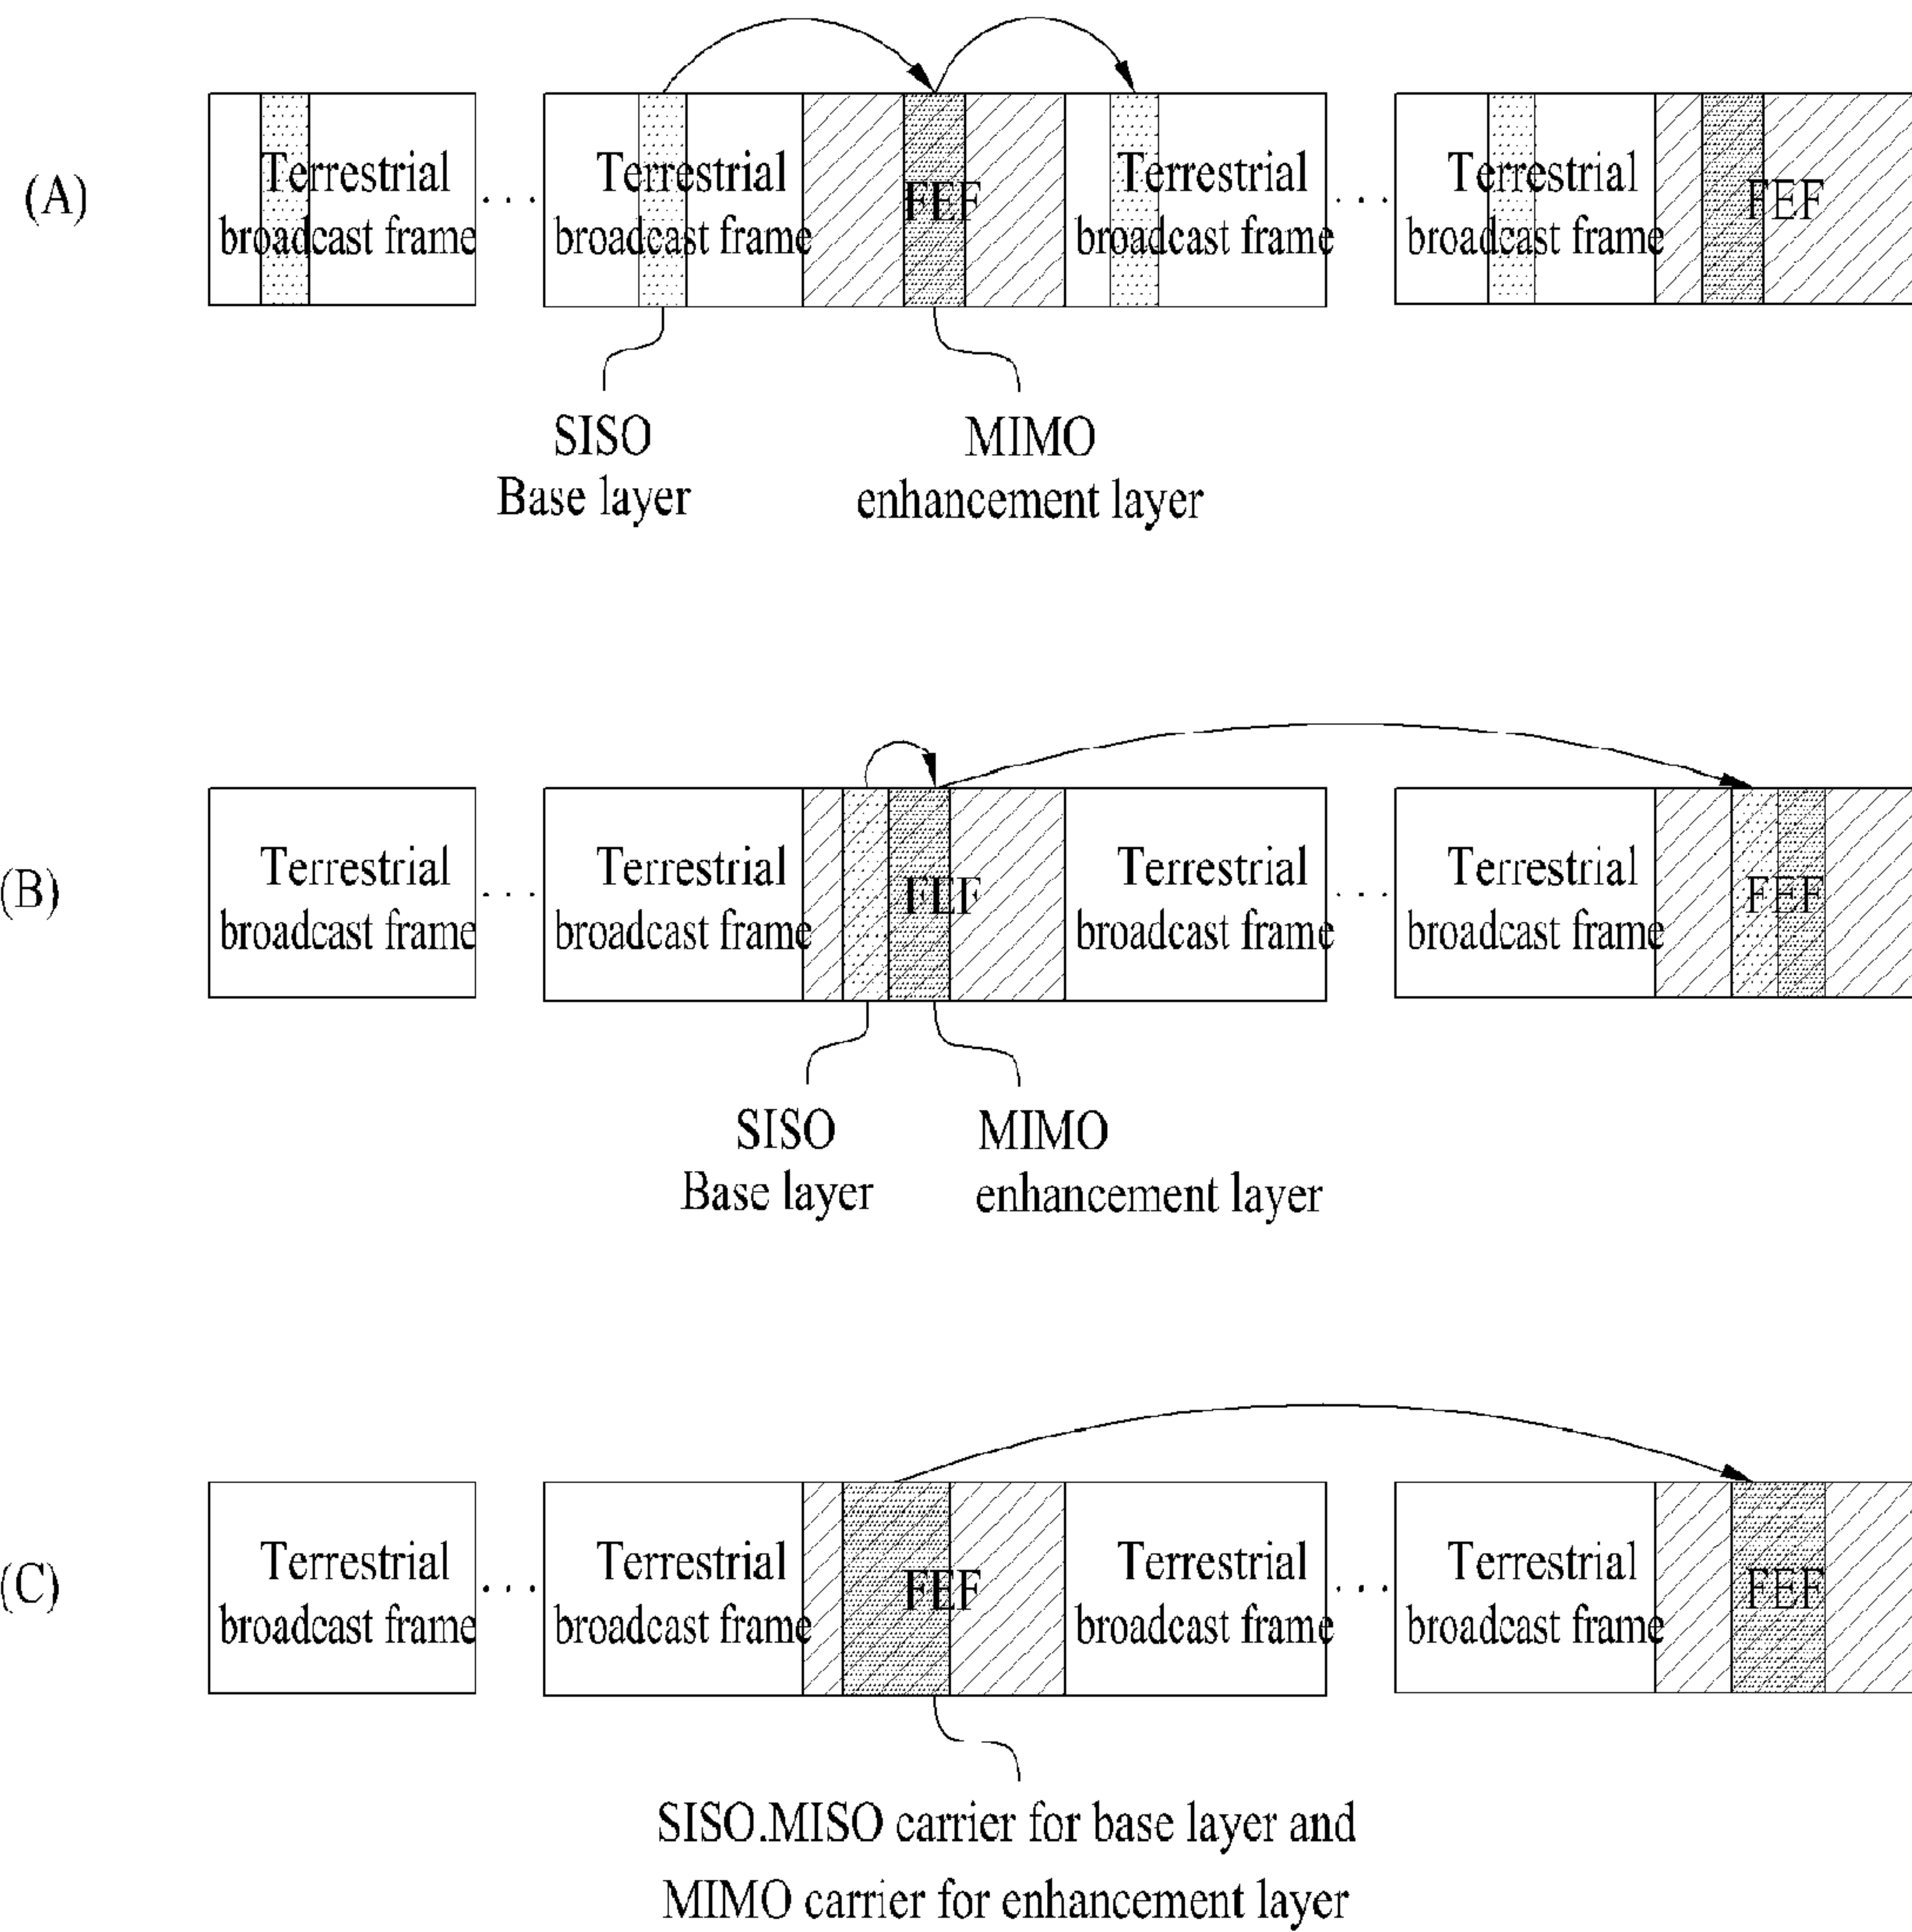 (A)
Terrestrial
broadcast frame
. . .
Terrestrial
broadcast frame
FEF
Terrestrial
broadcast frame
. . .
Terrestrial
broadcast frame
FEF
SISO
Base layer
MIMO
enhancement layer
(B)
Terrestrial
broadcast frame
. . .
Terrestrial
broadcast frame
FEF
Terrestrial
broadcast frame
. . .
Terrestrial
broadcast frame
FEF
SISO
Base layer
MIMO
enhancement layer
(C)
Terrestrial
broadcast frame
. . .
Terrestrial
broadcast frame
FEF
Terrestrial
broadcast frame
. . .
Terrestrial
broadcast frame
FEF
SISO.MISO carrier for base layer and
MIMO carrier for enhancement layer